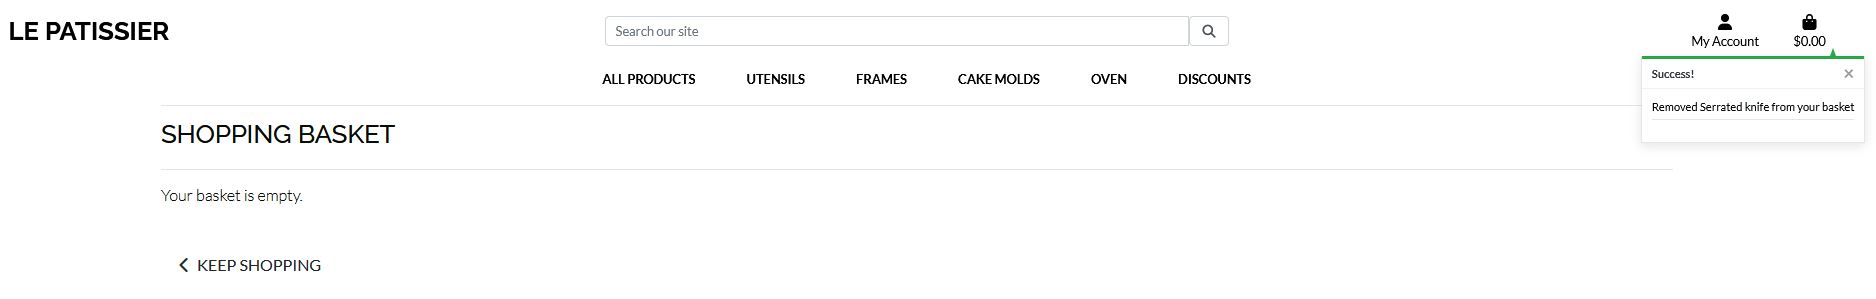 LE PATISSIER
Search our site
My Account
$0.00
ALL PRODUCTS UTENSILS FRAMES CAKE MOLDS OVEN DISCOUNTS
Success! ×
Removed Serrated knife from your basket
SHOPPING BASKET
Your basket is empty.
KEEP SHOPPING